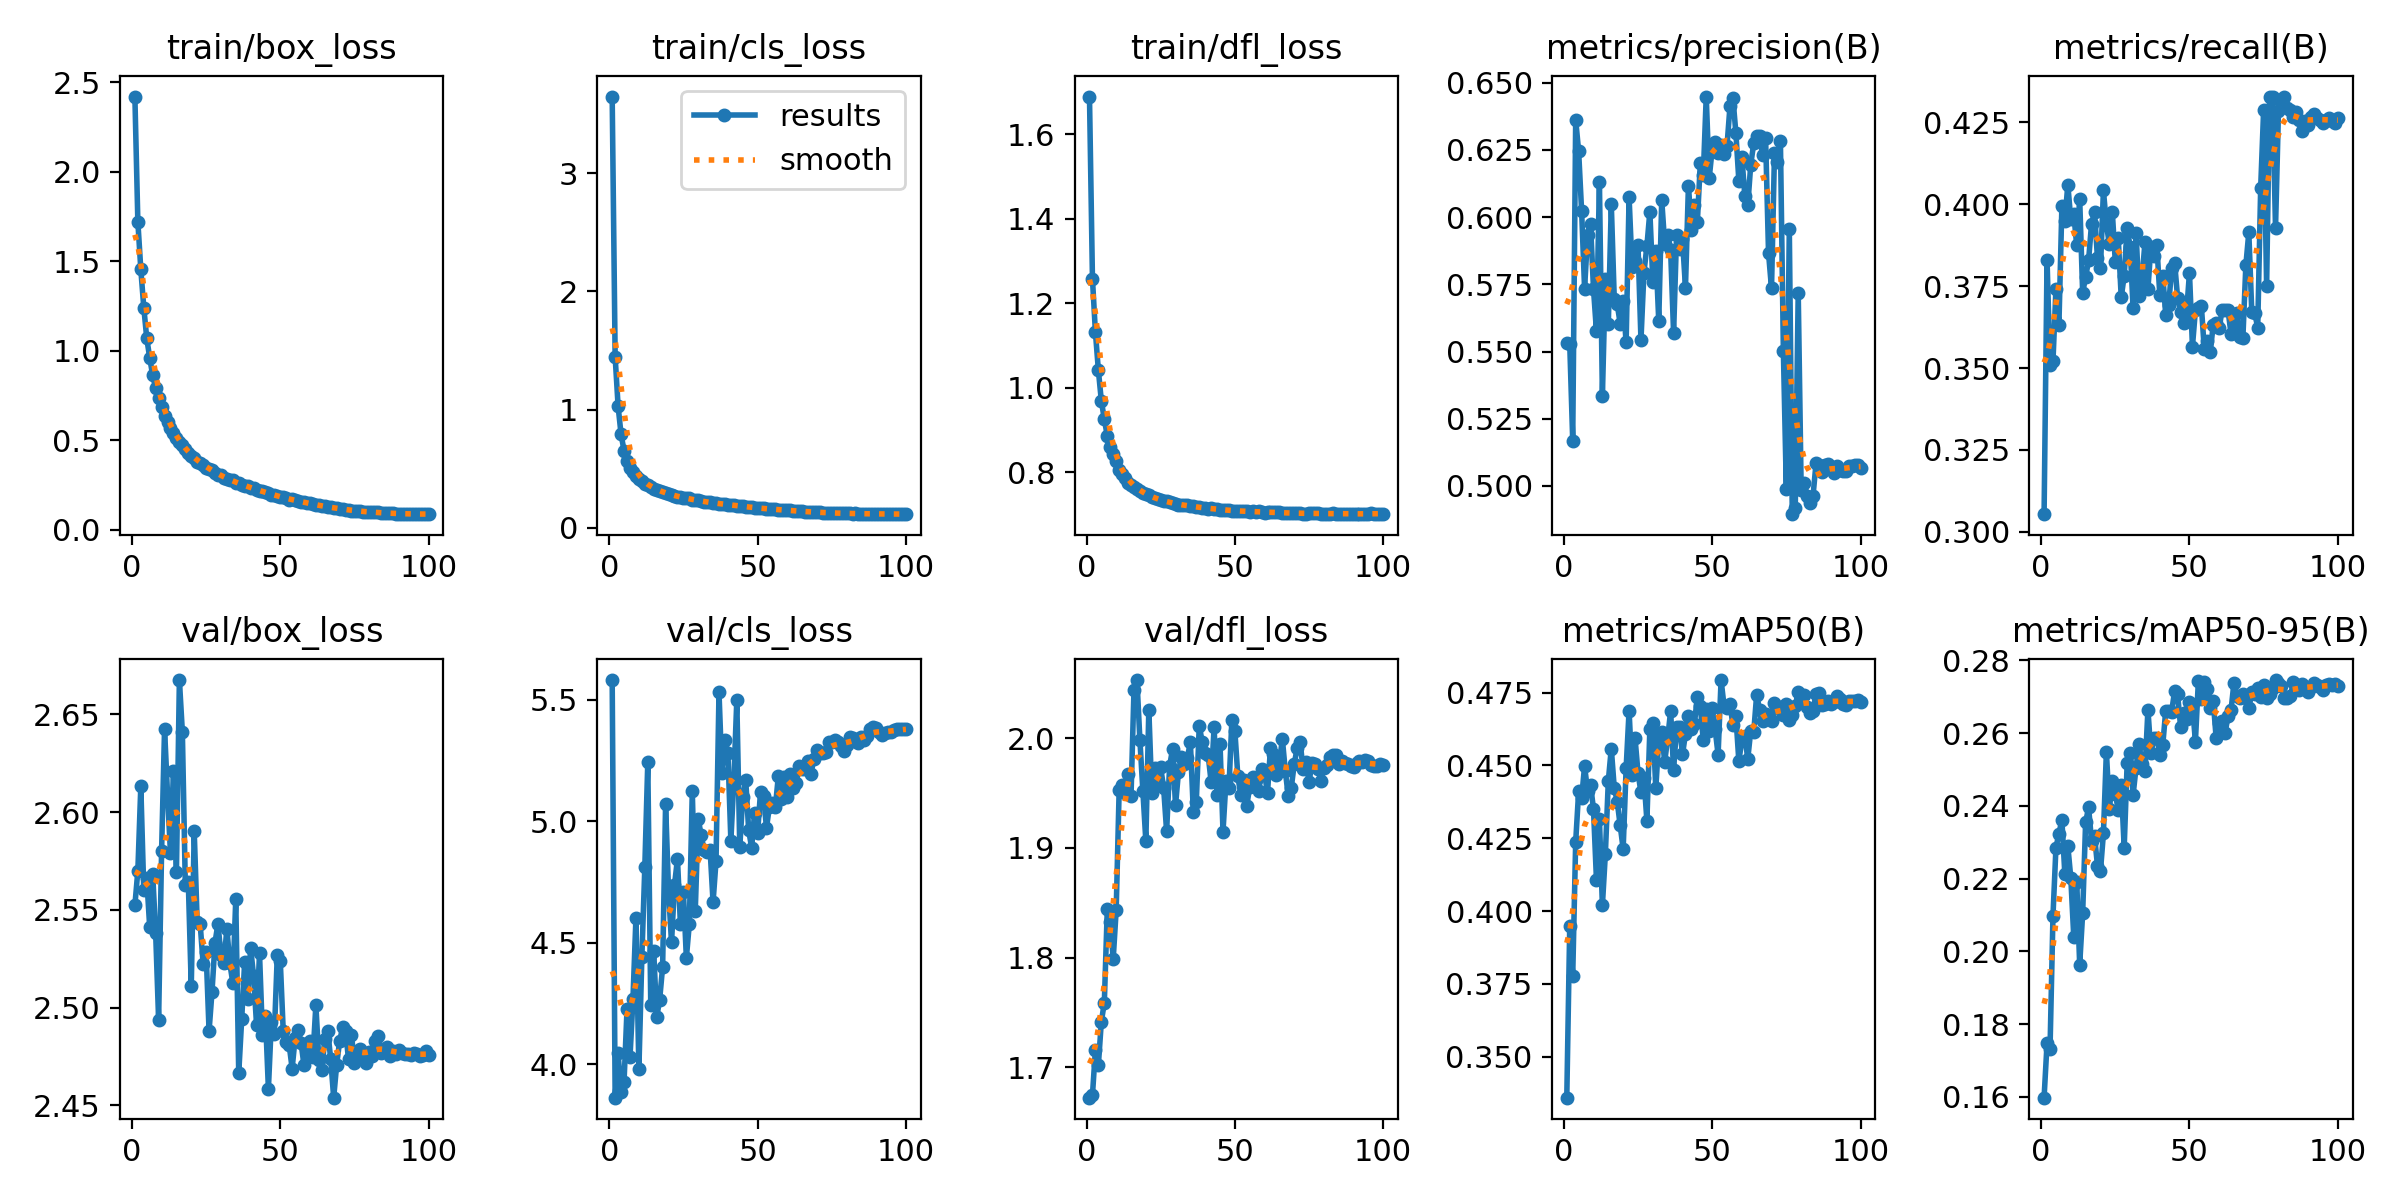 train/box_loss
2.5
2.0
1.5
1.0
0.5
0.0
0 50 100
train/cls_loss
results
smooth
3
2
1
0
0 50 100
train/dfl_loss
1.6
1.4
1.2
1.0
0.8
0 50 100
metrics/precision(B)
0.650
0.625
0.600
0.575
0.550
0.525
0.500
0 50 100
metrics/recall(B)
0.425
0.400
0.375
0.350
0.325
0.300
0 50 100
val/box_loss
2.65
2.60
2.55
2.50
2.45
0 50 100
val/cls_loss
5.5
5.0
4.5
4.0
0 50 100
val/dfl_loss
2.0
1.9
1.8
1.7
0 50 100
metrics/mAP50(B)
0.475
0.450
0.425
0.400
0.375
0.350
0 50 100
metrics/mAP50-95(B)
0.28
0.26
0.24
0.22
0.20
0.18
0.16
0 50 100